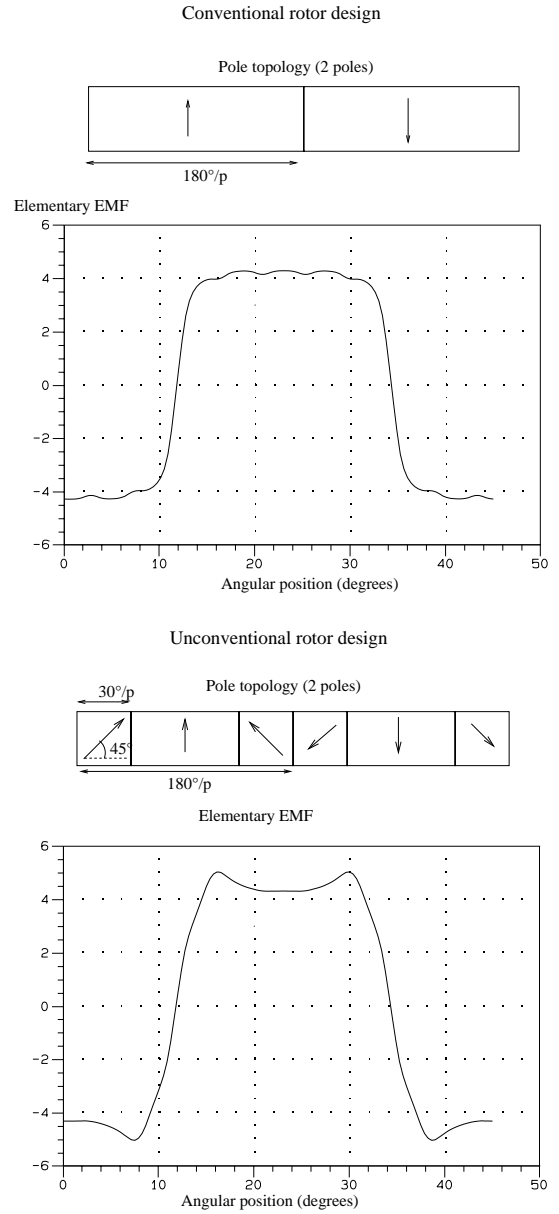 Conventional rotor design
Pole topology (2 poles)
180°/p
Elementary EMF
6
4
2
0
-2
-4
-6
0 10 20 30 40 50
Angular position (degrees)
Unconventional rotor design
30°/p
Pole topology (2 poles)
45°
180°/p
Elementary EMF
6
4
2
0
-2
-4
-6
0 10 20 30 40 50
Angular position (degrees)